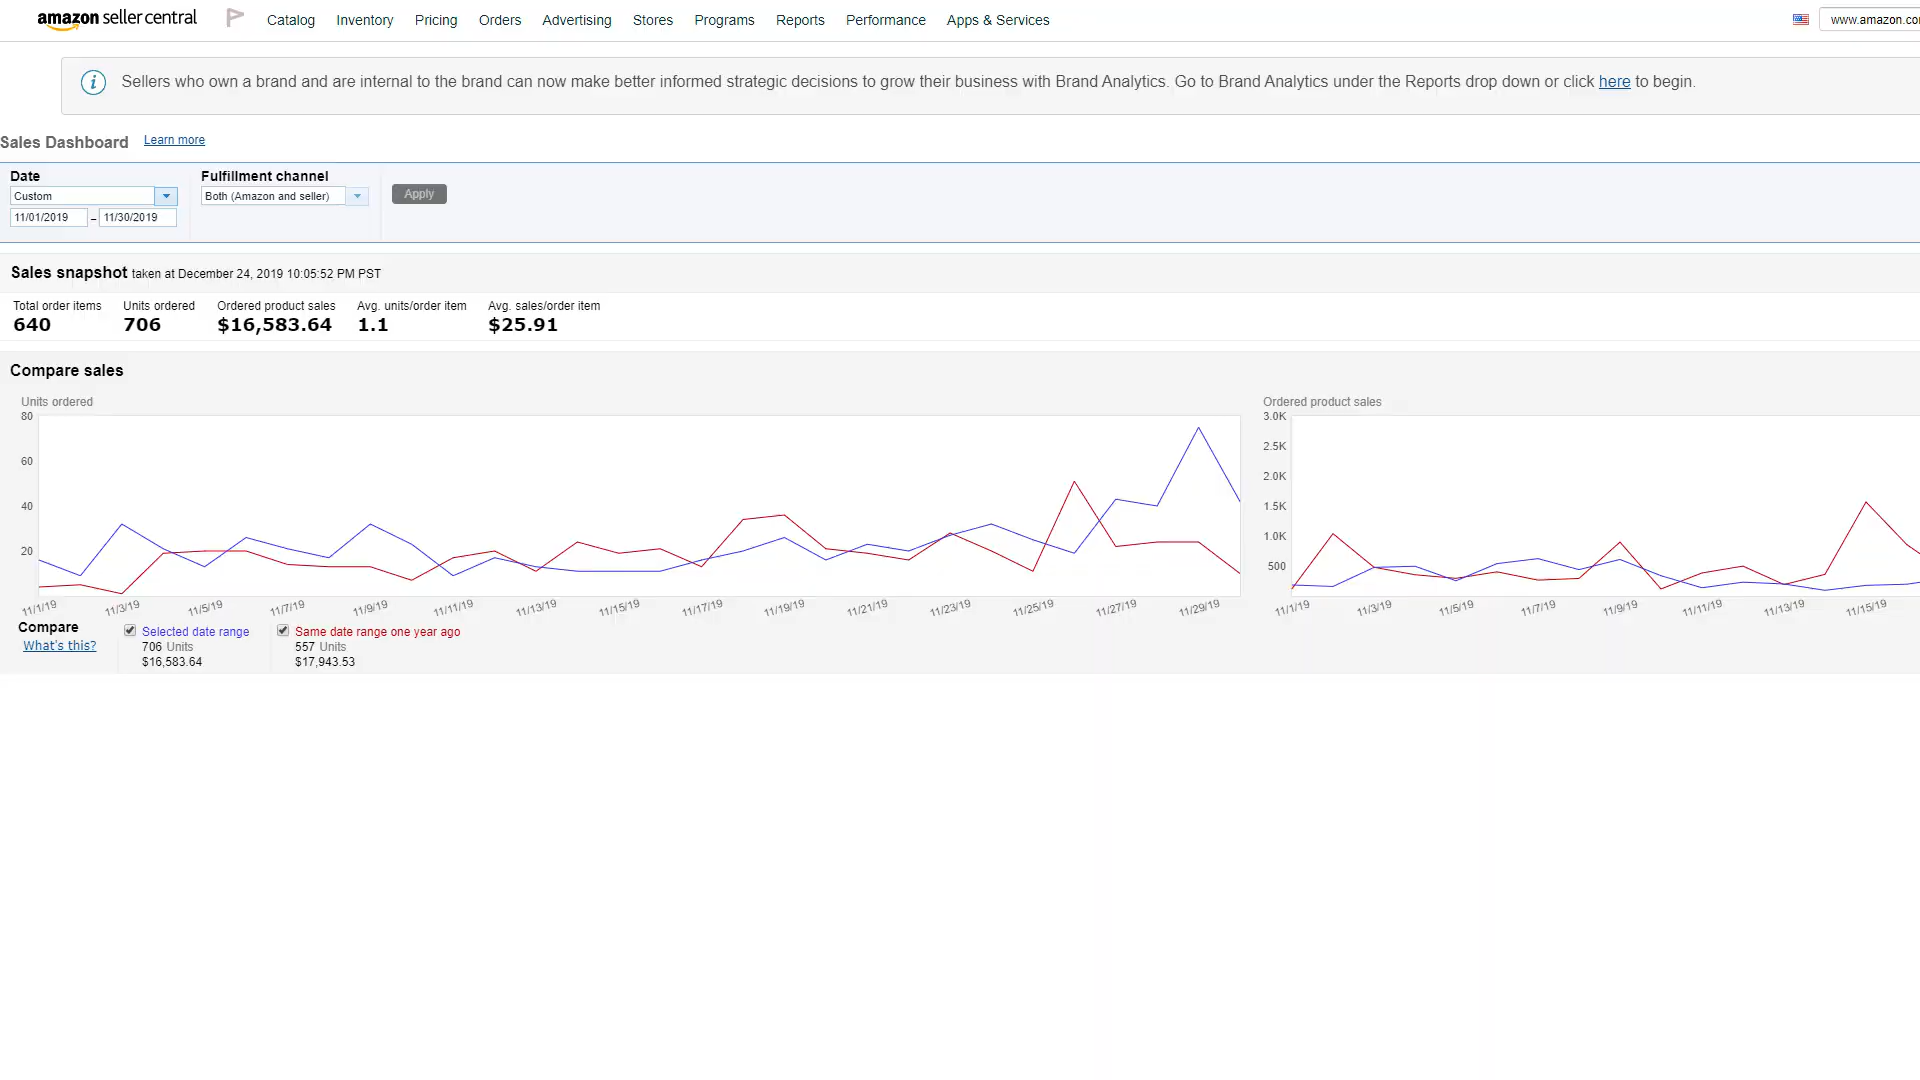 amazon seller central
Catalog Inventory Pricing Orders Advertising Stores Programs Reports Performance Apps & Services
www.amazon.co
Sellers who own a brand and are internal to the brand can now make better informed strategic decisions to grow their business with Brand Analytics. Go to Brand Analytics under the Reports drop down or click here to begin.
Sales Dashboard Learn more
Date Fulfillment channel
Custom Both (Amazon and seller) Apply
11/01/2019 – 11/30/2019
Sales snapshot taken at December 24, 2019 10:05:52 PM PST
Total order items Units ordered Ordered product sales Avg. units/order item Avg. sales/order item
640 706 $16,583.64 1.1 $25.91
Compare sales
Units ordered
80
60
40
20
11/1/19 11/3/19 11/5/19 11/7/19 11/9/19 11/11/19 11/13/19 11/15/19 11/17/19 11/19/19 11/21/19 11/23/19 11/25/19 11/27/19 11/29/19
Ordered product sales
3.0K
2.5K
2.0K
1.5K
1.0K
500
11/1/19 11/3/19 11/5/19 11/7/19 11/9/19 11/11/19 11/13/19 11/15/19
Compare Selected date range Same date range one year ago
What's this? 706 Units 557 Units
$16,583.64 $17,943.53